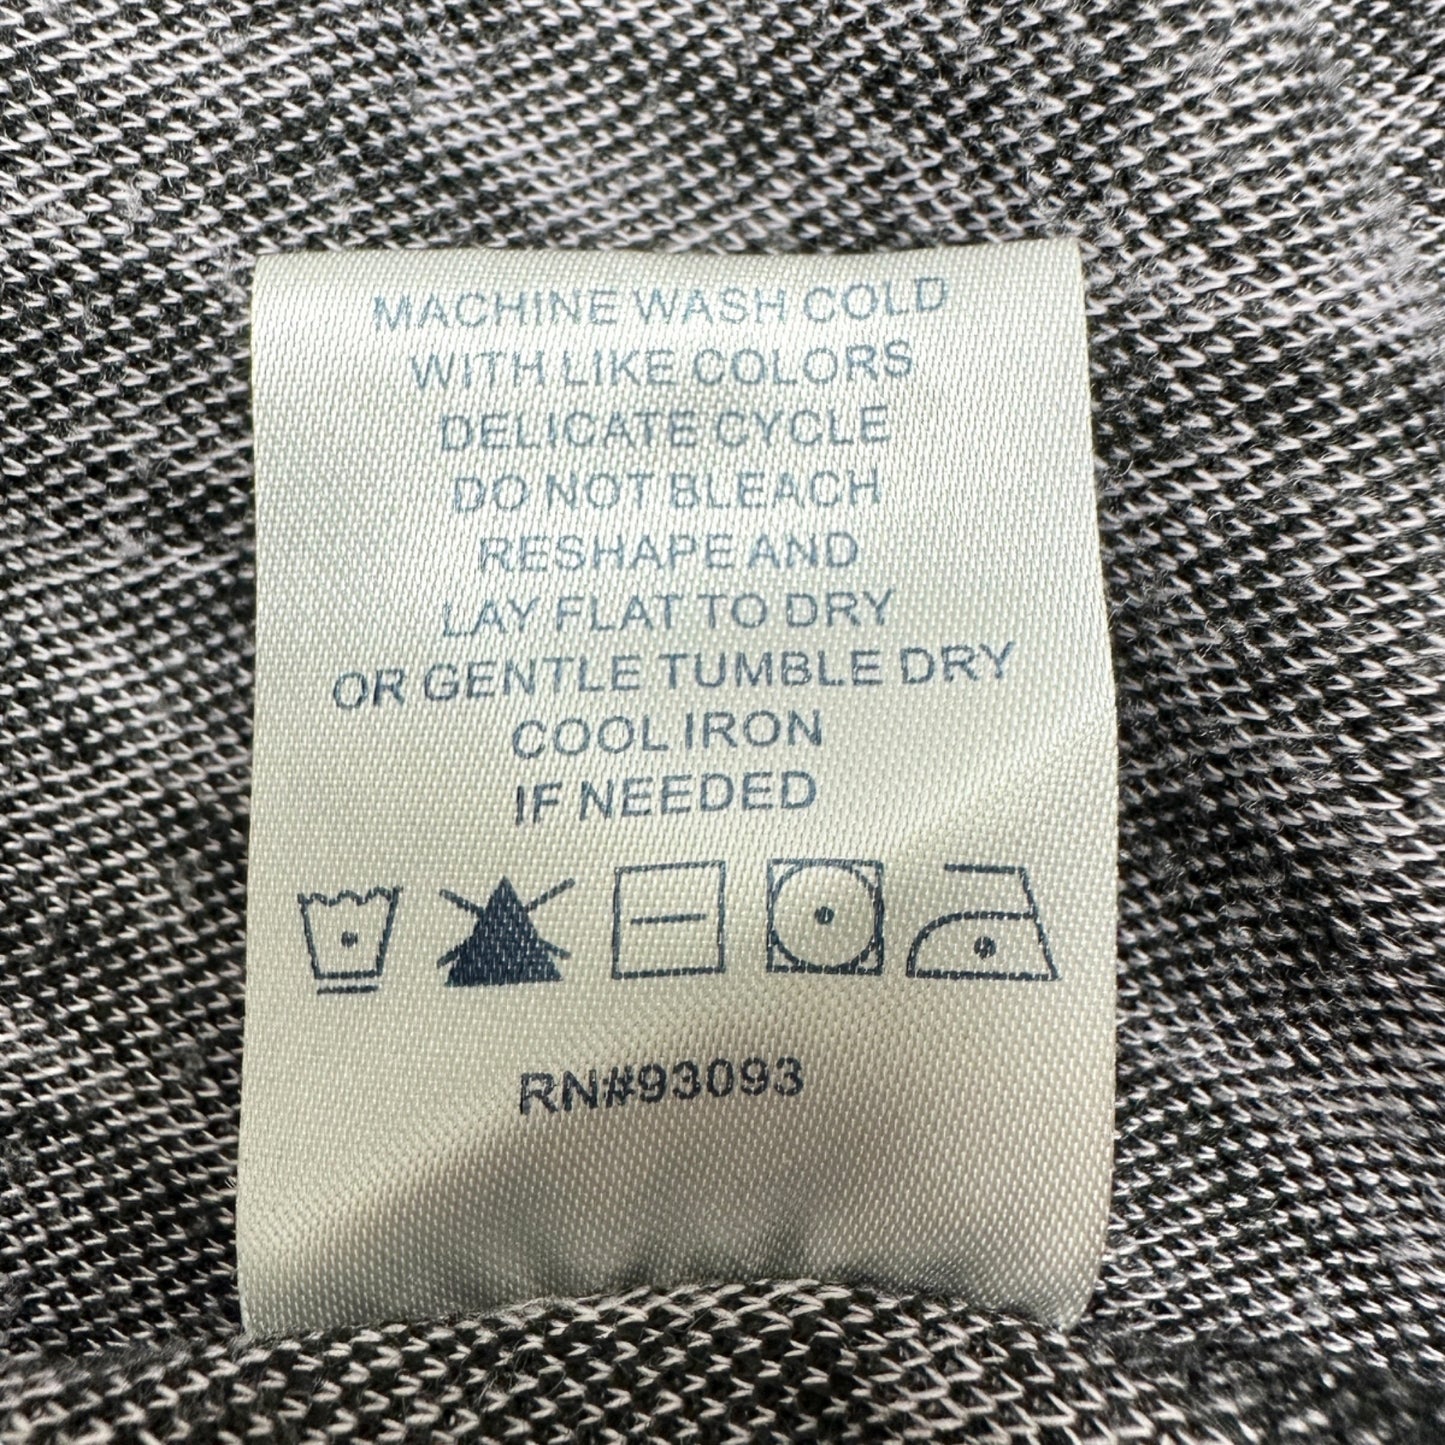 MACHINE WASH COLD
WITH LIKE COLORS
DELICATE CYCLE
DO NOT BLEACH
RESHAPE AND
LAY FLAT TO DRY
OR GENTLE TUMBLE DRY
COOL IRON
IF NEEDED
RN#93093